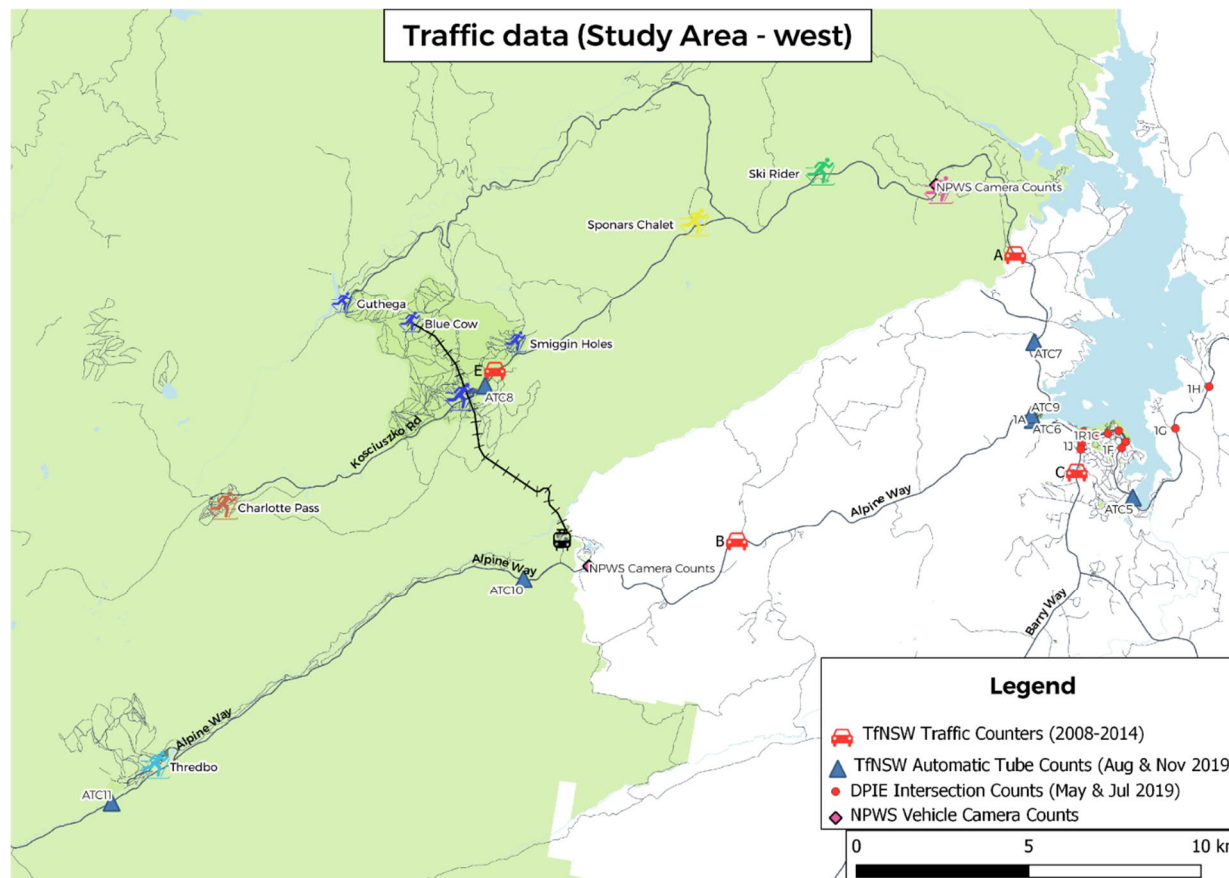 Traffic data (Study Area - west)
Ski Rider
NPWS Camera Counts
Sponars Chalet
A
Guthega
Blue Cow
Smiggin Holes
ATC7
E
ATC8
1H
ATC9
1A
ATC6
1R1C
1G
1J
1F
Kosciuszko Rd
C
Charlotte Pass
Alpine Way
ATC5
B
Alpine Way
NPWS Camera Counts
ATC10
Barry Way
Alpine Way
Thredbo
ATC11
Legend
TfNSW Traffic Counters (2008-2014)
TfNSW Automatic Tube Counts (Aug & Nov 2019
DPIE Intersection Counts (May & Jul 2019)
NPWS Vehicle Camera Counts
0 5 10 km